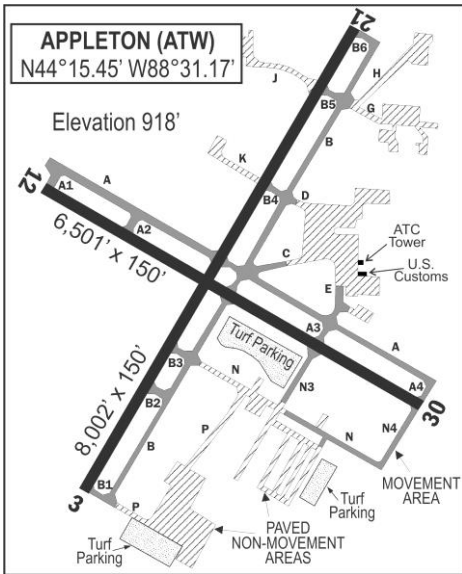 APPLETON (ATW)
N44°15.45' W88°31.17'
Elevation 918'
21
B6
H
J
B5
G
B
K
B4
D
12
A1
A
A2
ATC
Tower
U.S.
Customs
C
E
6,501' x 150'
Turf Parking
A3
A
8,002' x 150'
B3
N
N3
A4
30
B2
P
N4
B
N
MOVEMENT
AREA
B1
3
P
Turf
Parking
PAVED
NON-MOVEMENT
AREAS
Turf
Parking